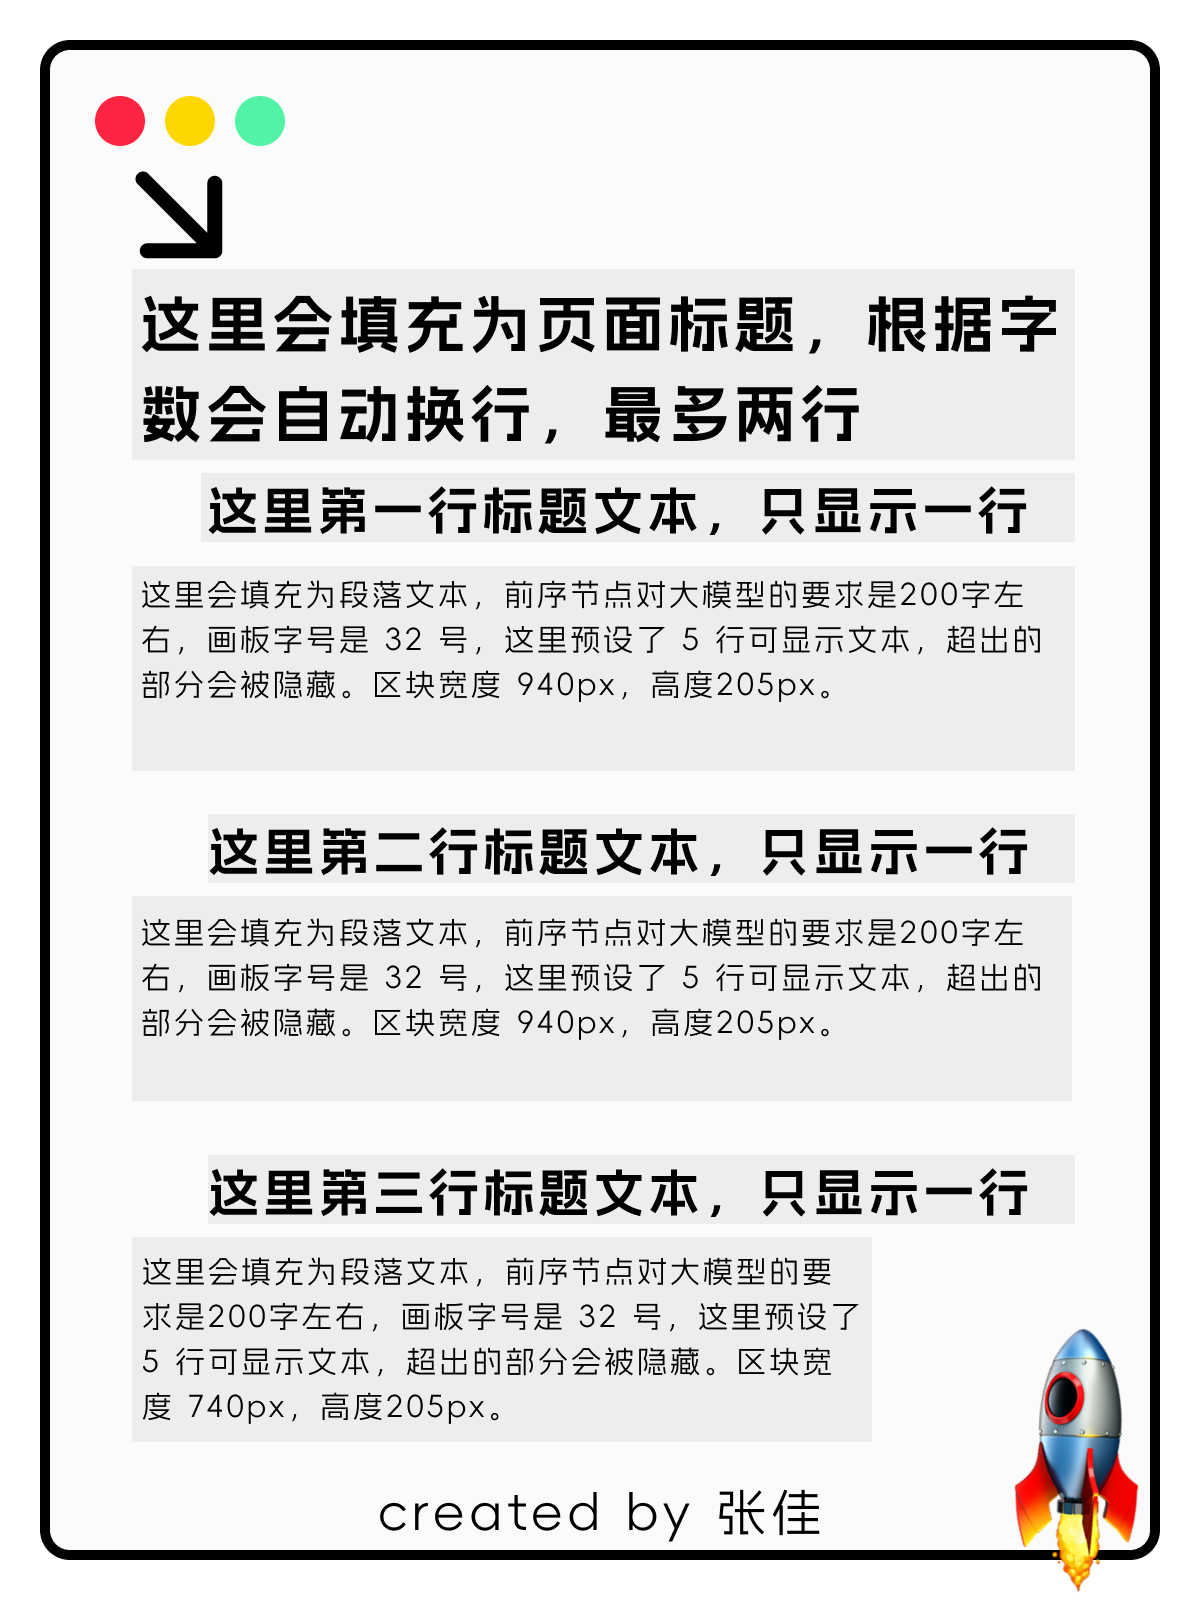 这里会填充为页面标题，根据字
数会自动换行，最多两行
这里第一行标题文本，只显示一行
这里会填充为段落文本，前序节点对大模型的要求是200字左
右，画板字号是 32 号，这里预设了 5 行可显示文本，超出的
部分会被隐藏。区块宽度 940px，高度205px。
这里第二行标题文本，只显示一行
这里会填充为段落文本，前序节点对大模型的要求是200字左
右，画板字号是 32 号，这里预设了 5 行可显示文本，超出的
部分会被隐藏。区块宽度 940px，高度205px。
这里第三行标题文本，只显示一行
这里会填充为段落文本，前序节点对大模型的要
求是200字左右，画板字号是 32 号，这里预设了
5 行可显示文本，超出的部分会被隐藏。区块宽
度 740px，高度205px。
created by 张佳